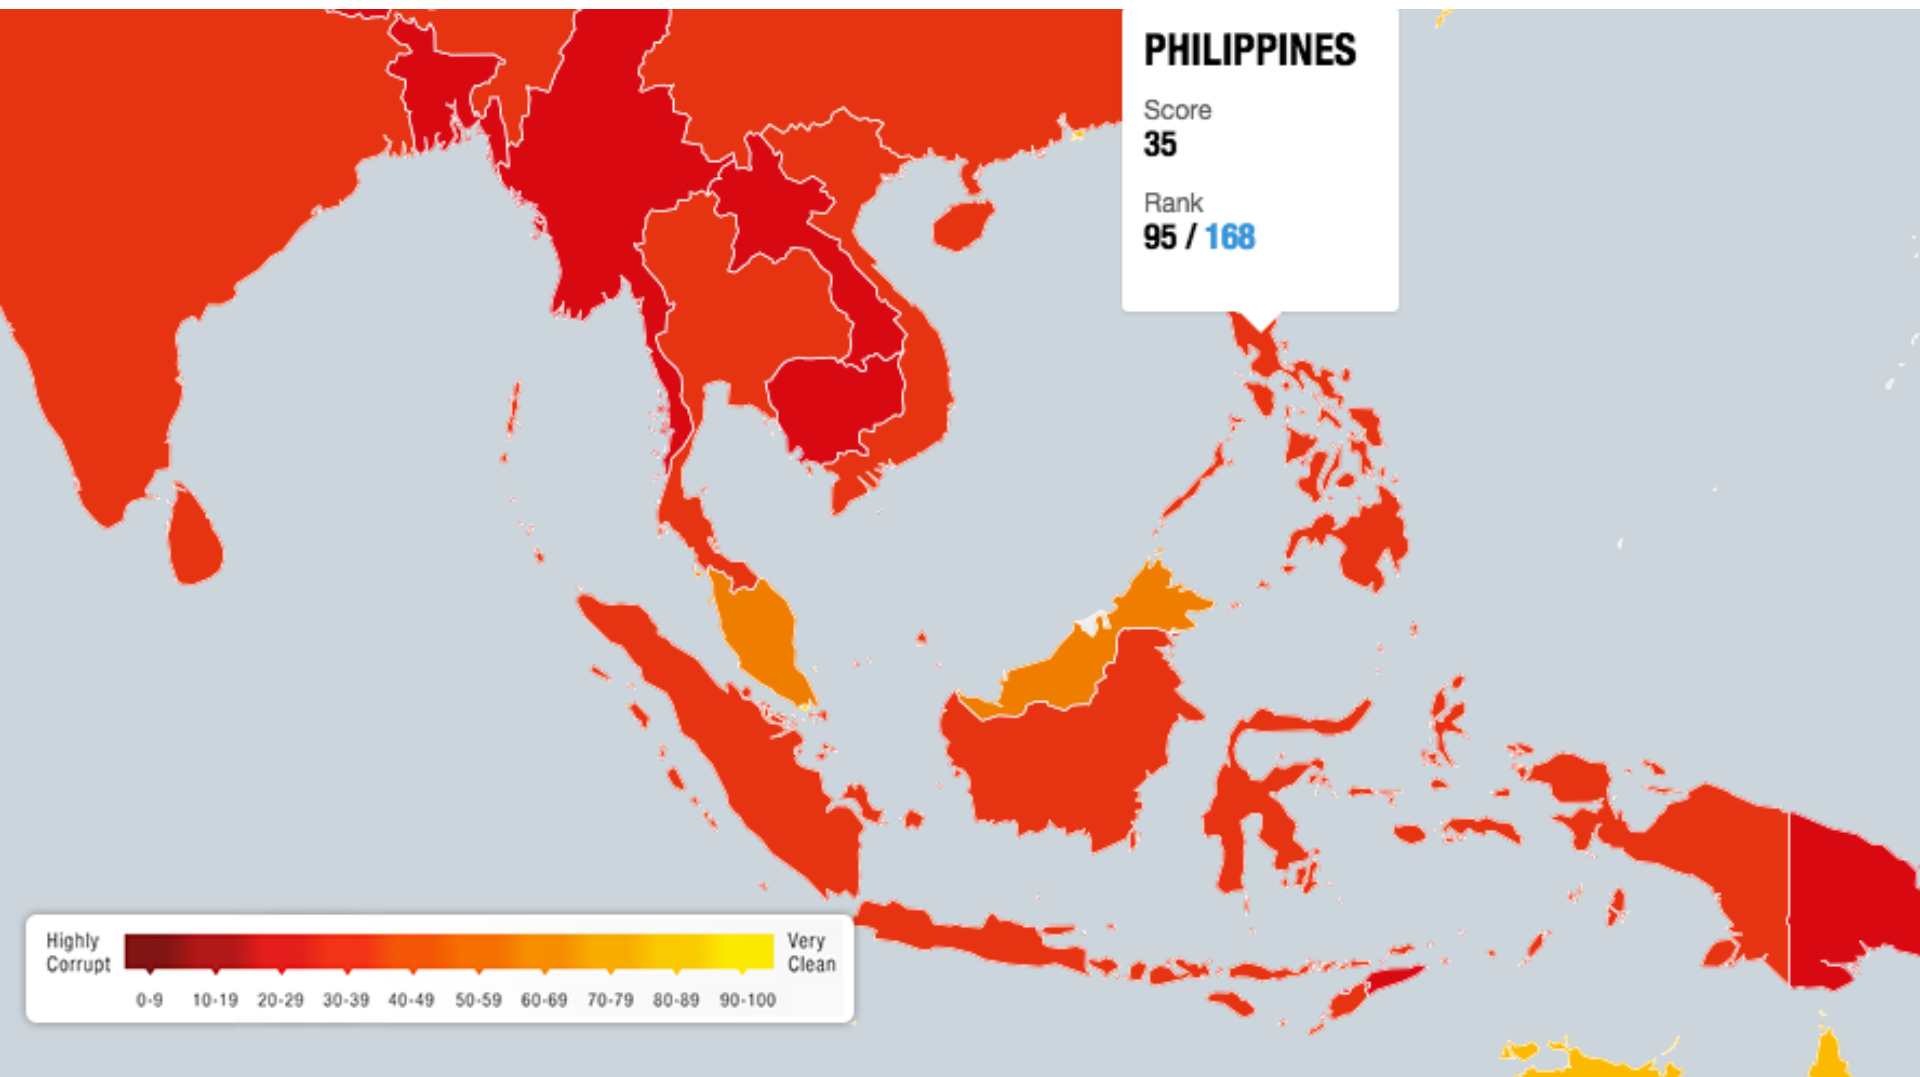 PHILIPPINES
Score
35
Rank
95 / 168
Highly
Corrupt
Very
Clean
0-9 10-19 20-29 30-39 40-49 50-59 60-69 70-79 80-89 90-100